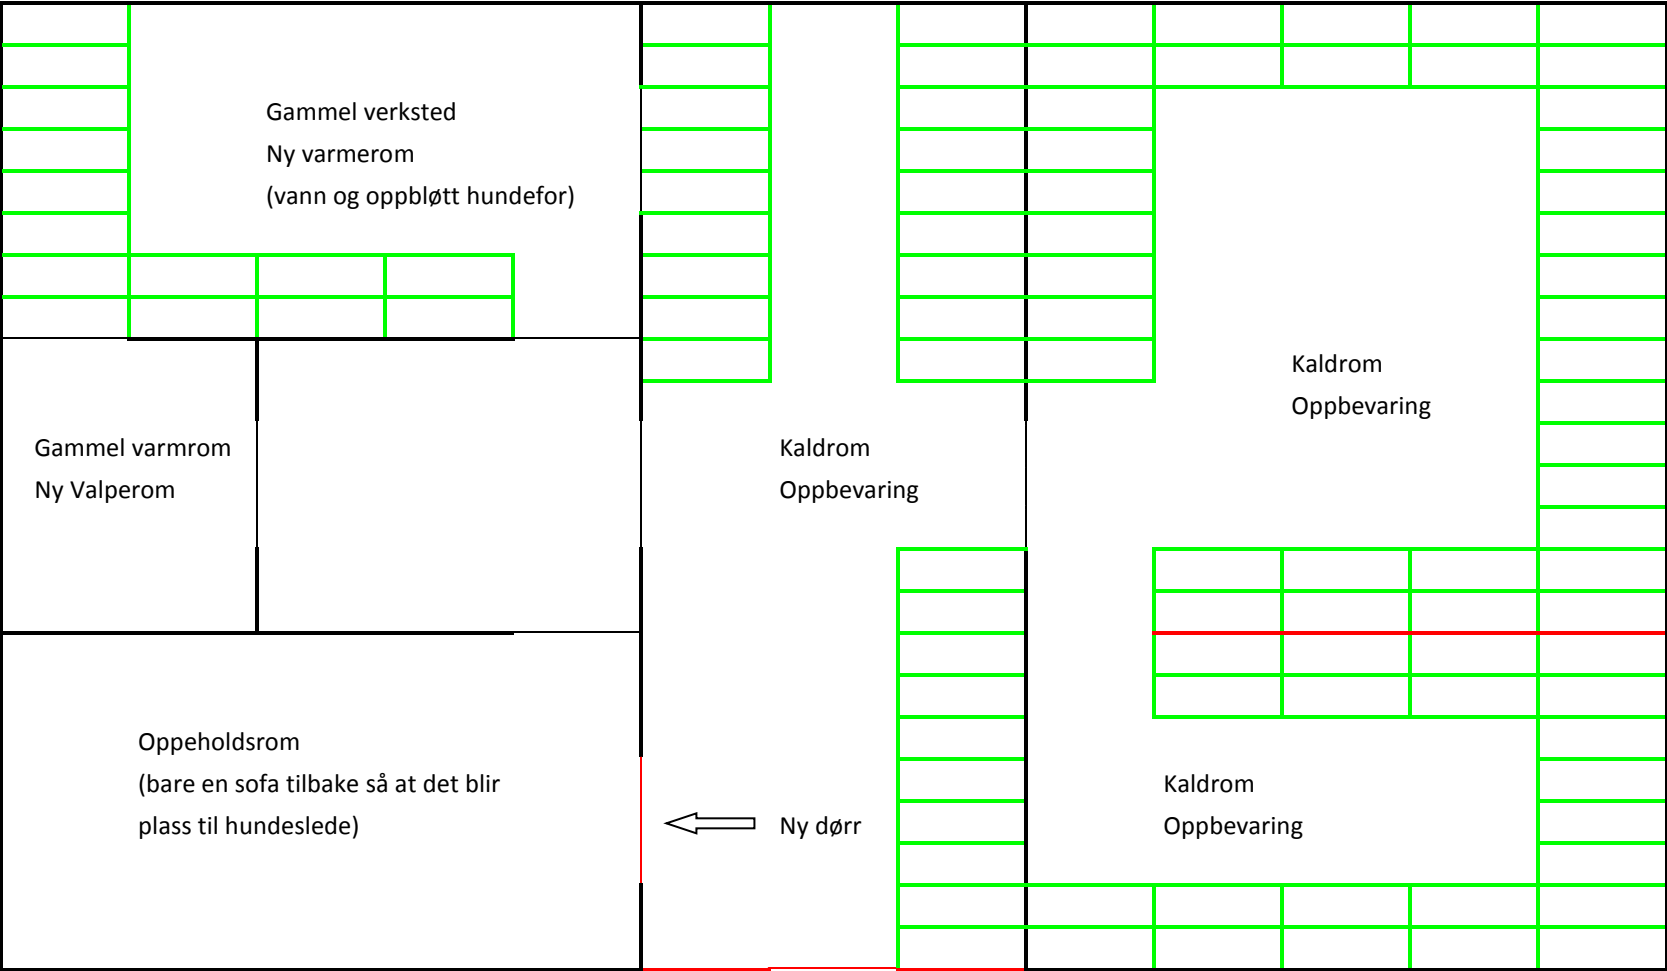 Gammel verksted
Ny varmerom
(vann og oppbløtt hundefor)
Gammel varmrom
Ny Valperom
Kaldrom
Oppbevaring
Kaldrom
Oppbevaring
Oppeholdsrom
(bare en sofa tilbake så at det blir
plass til hundeslede)
Ny dørr
Kaldrom
Oppbevaring